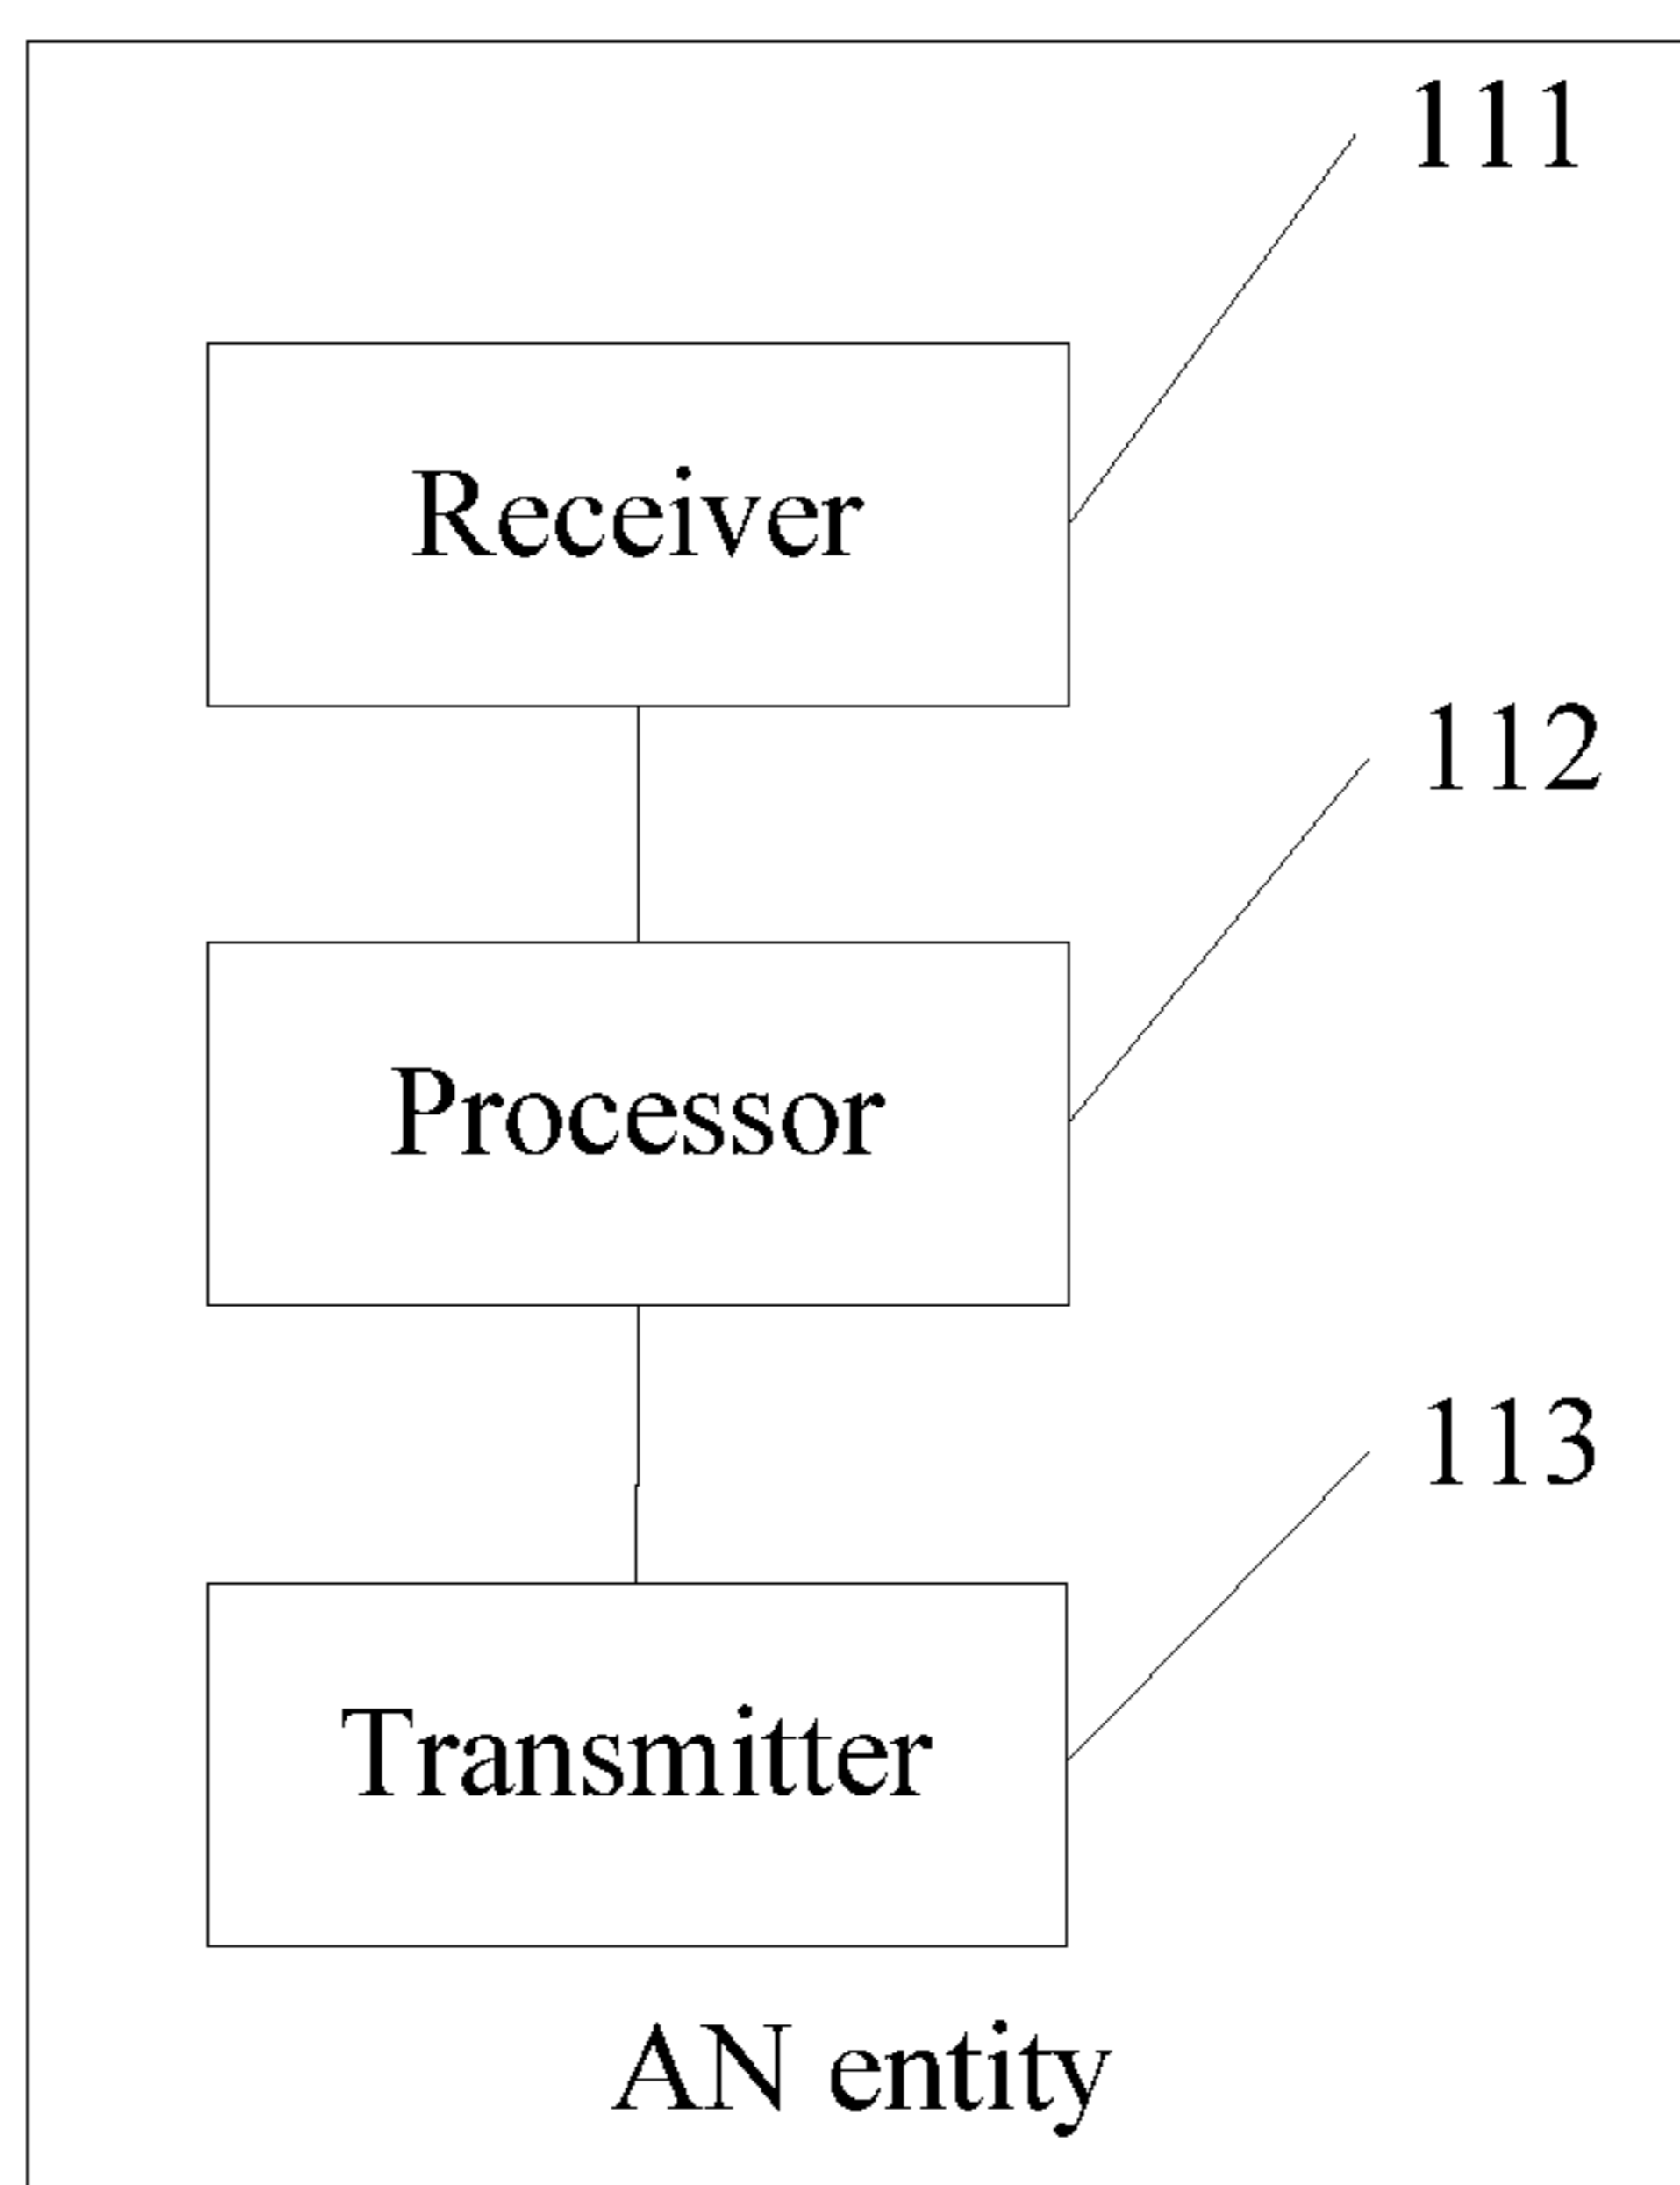 111
Receiver
112
Processor
113
Transmitter
AN entity